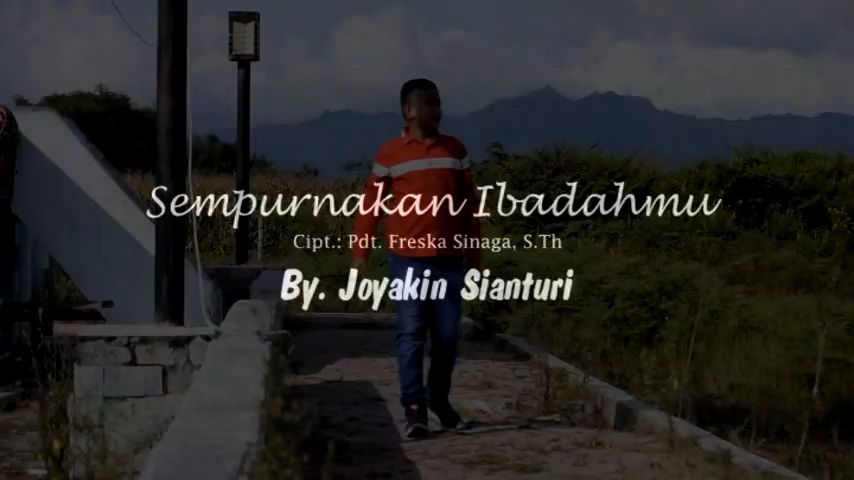 Sempurnakan Ibadahmu
Cipt.: Pdt. Freska Sinaga, S.Th
By. Joyakin Sianturi